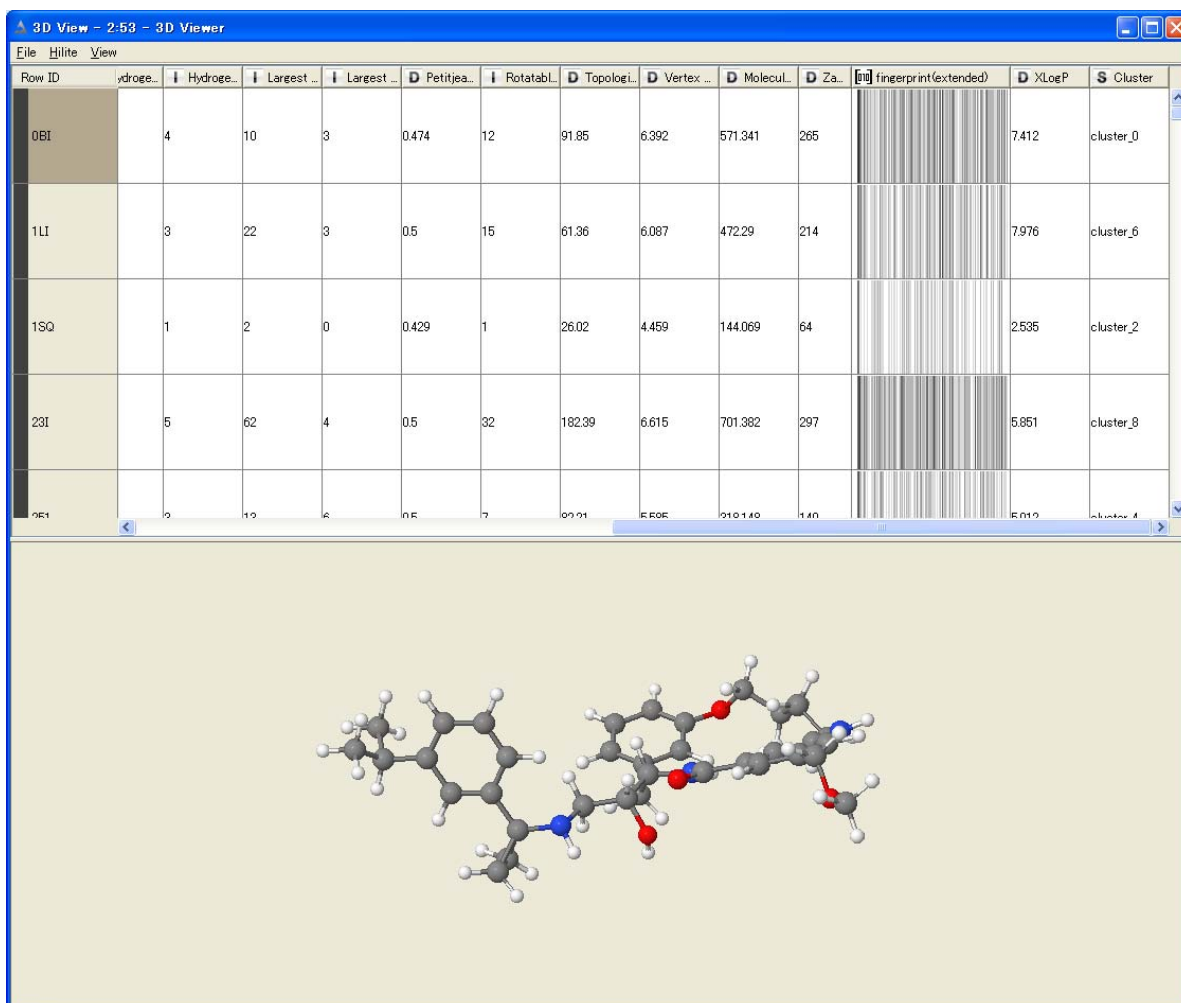 3D View - 2:53 - 3D Viewer
File Hilite View
Row ID ydroge... I Hydroge... I Largest ... I Largest ... D Petitjea... I Rotatabl... D Topologi... D Vertex ... D Molecul... D Za... 010 fingerprint(extended) D XLogP S Cluster
0BI 4 10 3 0.474 12 91.85 6.392 571.341 265 7.412 cluster_0
1LI 3 22 3 0.5 15 61.36 6.087 472.29 214 7.976 cluster_6
1SQ 1 2 0 0.429 1 26.02 4.459 144.069 64 2.535 cluster_2
23I 5 62 4 0.5 32 182.39 6.615 701.382 297 5.851 cluster_8